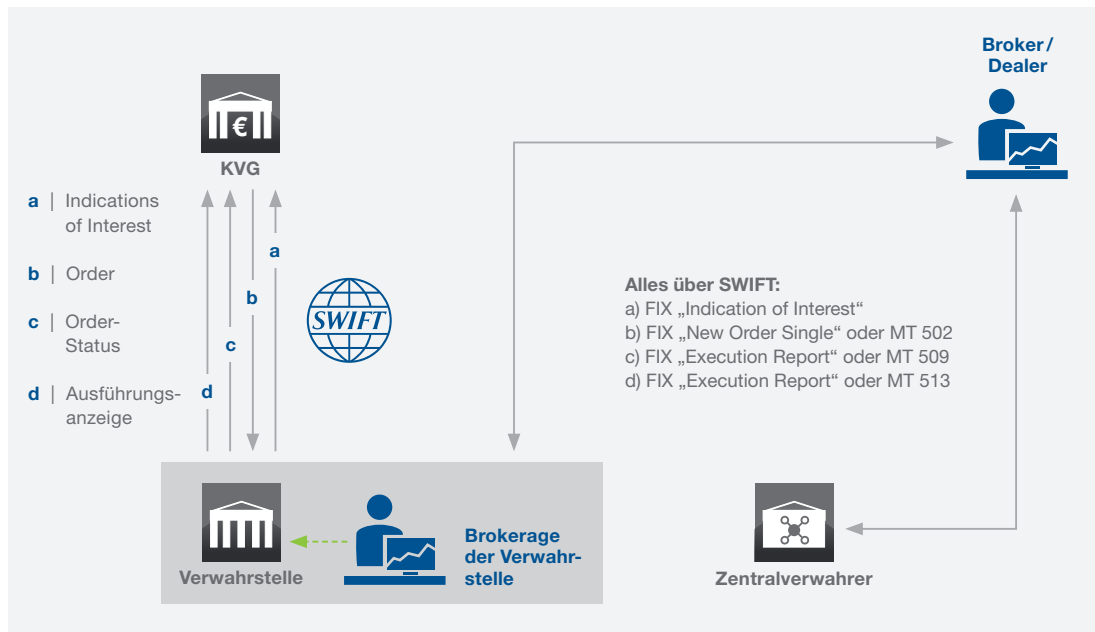 Broker /
Dealer
€
KVG
a | Indications
of Interest
b | Order
c | Order-
Status
d | Ausführungs-
anzeige
a
b
c
d
SWIFT
Alles über SWIFT:
a) FIX „Indication of Interest“
b) FIX „New Order Single“ oder MT 502
c) FIX „Execution Report“ oder MT 509
d) FIX „Execution Report“ oder MT 513
Verwahrstelle
Brokerage
der Verwahr-
stelle
Zentralverwahrer